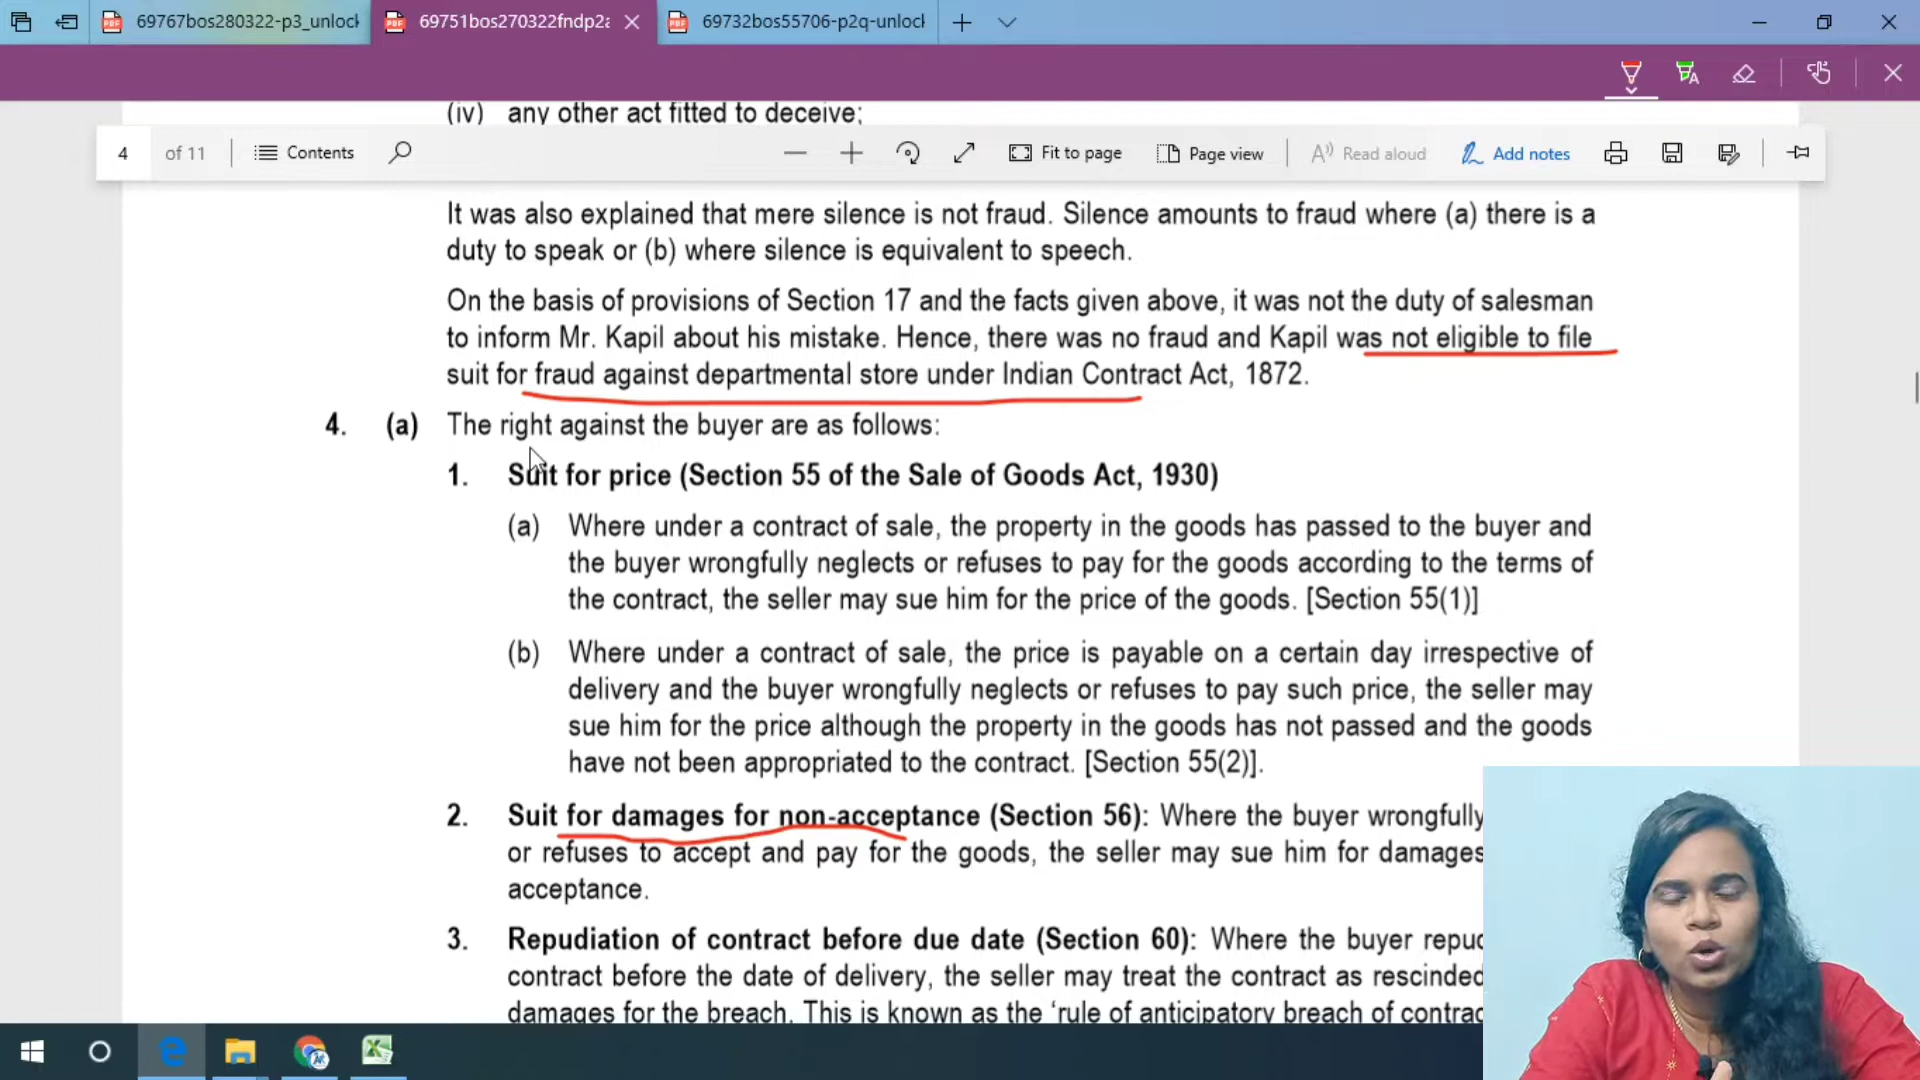 69767bos280322-p3_unlock
69751bos270322fndp2a
69732bos55706-p2q-unlock
(iv) any other act fitted to deceive;
4 of 11 Contents Fit to page Page view Read aloud Add notes
It was also explained that mere silence is not fraud. Silence amounts to fraud where (a) there is a
duty to speak or (b) where silence is equivalent to speech.
On the basis of provisions of Section 17 and the facts given above, it was not the duty of salesman
to inform Mr. Kapil about his mistake. Hence, there was no fraud and Kapil was not eligible to file
suit for fraud against departmental store under Indian Contract Act, 1872.
4. (a) The right against the buyer are as follows:
1. Suit for price (Section 55 of the Sale of Goods Act, 1930)
(a) Where under a contract of sale, the property in the goods has passed to the buyer and
the buyer wrongfully neglects or refuses to pay for the goods according to the terms of
the contract, the seller may sue him for the price of the goods. [Section 55(1)]
(b) Where under a contract of sale, the price is payable on a certain day irrespective of
delivery and the buyer wrongfully neglects or refuses to pay such price, the seller may
sue him for the price although the property in the goods has not passed and the goods
have not been appropriated to the contract. [Section 55(2)].
2. Suit for damages for non-acceptance (Section 56): Where the buyer wrongfully
or refuses to accept and pay for the goods, the seller may sue him for damages
acceptance.
3. Repudiation of contract before due date (Section 60): Where the buyer repud
contract before the date of delivery, the seller may treat the contract as rescinded
damages for the breach. This is known as the 'rule of anticipatory breach of contrac